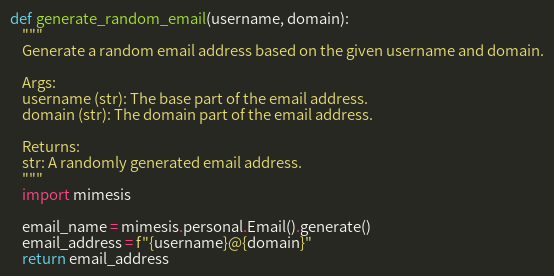 def generate_random_email(username, domain):
"""
Generate a random email address based on the given username and domain.
Args:
username (str): The base part of the email address.
domain (str): The domain part of the email address.
Returns:
str: A randomly generated email address.
"""
import mimesis
email_name = mimesis.personal.Email().generate()
email_address = f"{username}@{domain}"
return email_address